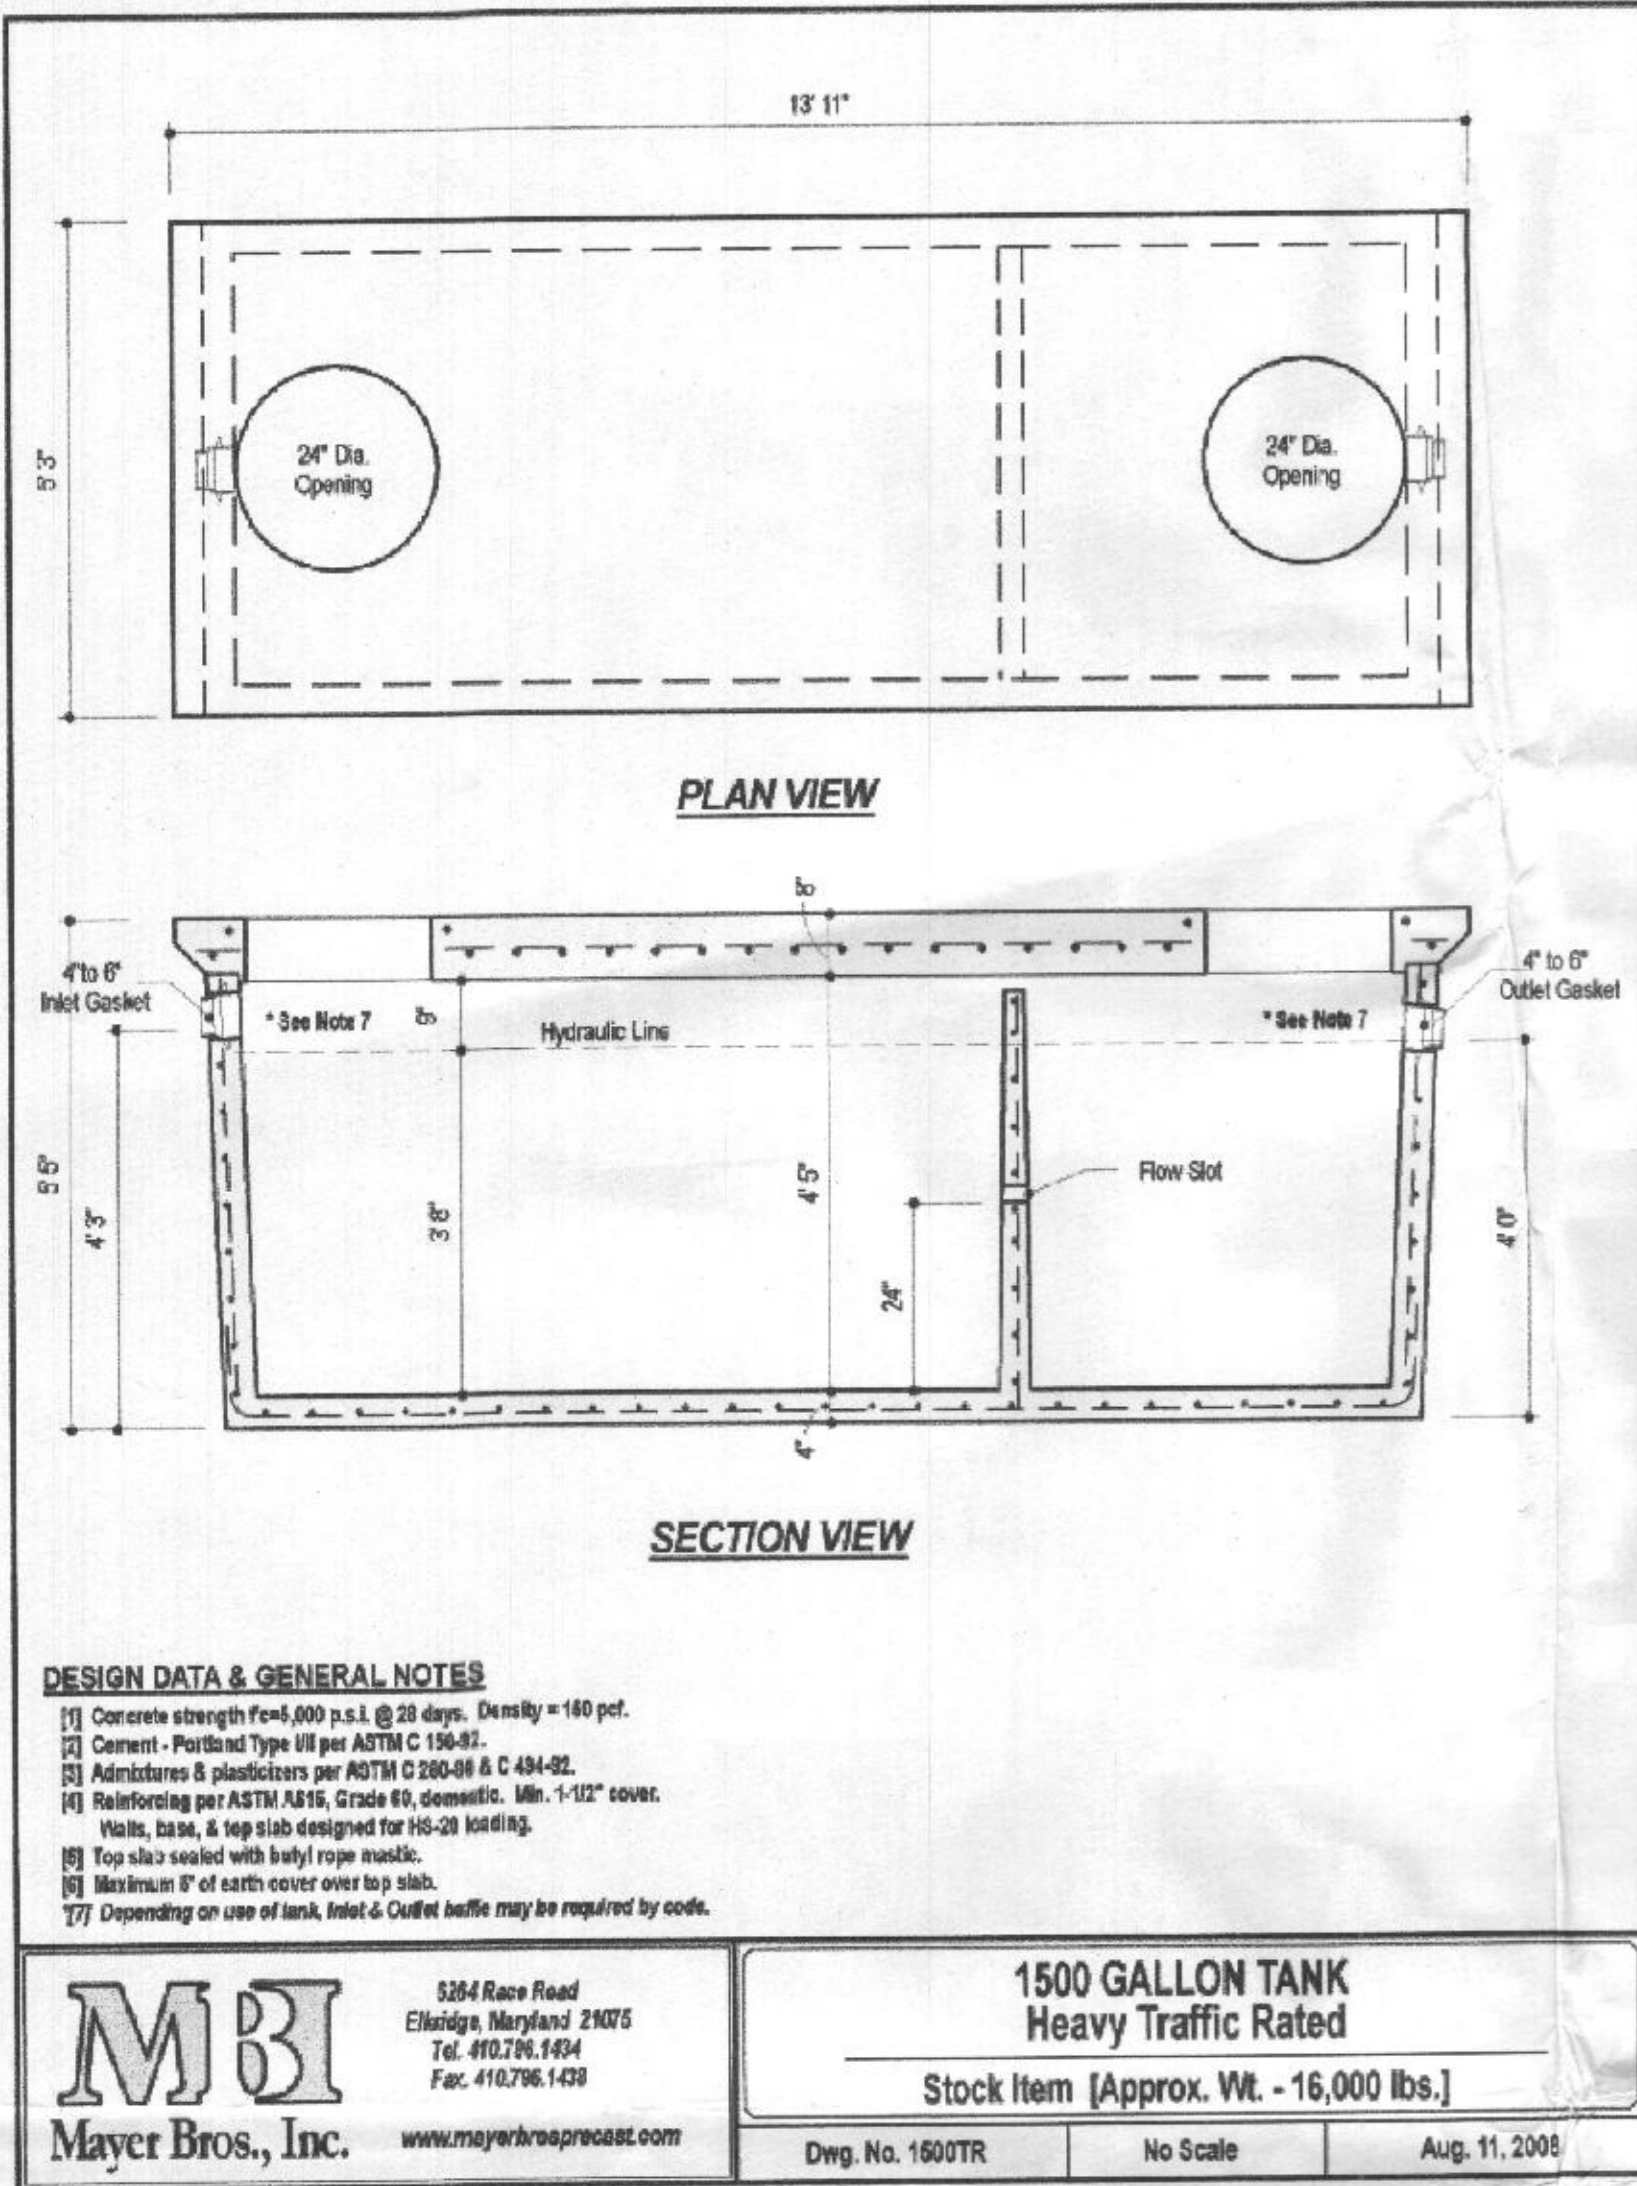 13' 11"
5' 3"
24" Dia.
Opening
24" Dia.
Opening
PLAN VIEW
8"
4" to 6"
Inlet Gasket
* See Note 7
Hydraulic Line
* See Note 7
4" to 6"
Outlet Gasket
5' 5"
4' 3"
3' 8"
4' 5"
24"
Flow Slot
4' 0"
4"
SECTION VIEW
DESIGN DATA & GENERAL NOTES
[1] Concrete strength f'c=5,000 p.s.i. @ 28 days. Density = 150 pcf.
[2] Cement - Portland Type I/II per ASTM C 150-92.
[3] Admixtures & plasticizers per ASTM C 260-86 & C 494-92.
[4] Reinforcing per ASTM A615, Grade 60, domestic. Min. 1-1/2" cover.
Walls, base, & top slab designed for HS-20 loading.
[5] Top slab sealed with butyl rope mastic.
[6] Maximum of earth cover over top slab.
*[7] Depending on use of tank, Inlet & Outlet baffle may be required by code.
MBI
Mayer Bros., Inc.
6264 Race Road
Elkridge, Maryland 21075
Tel. 410.796.1434
Fax. 410.796.1438
www.mayerbrosprecast.com
1500 GALLON TANK
Heavy Traffic Rated
Stock Item [Approx. Wt. - 16,000 lbs.]
Dwg. No. 1500TR
No Scale
Aug. 11, 2008